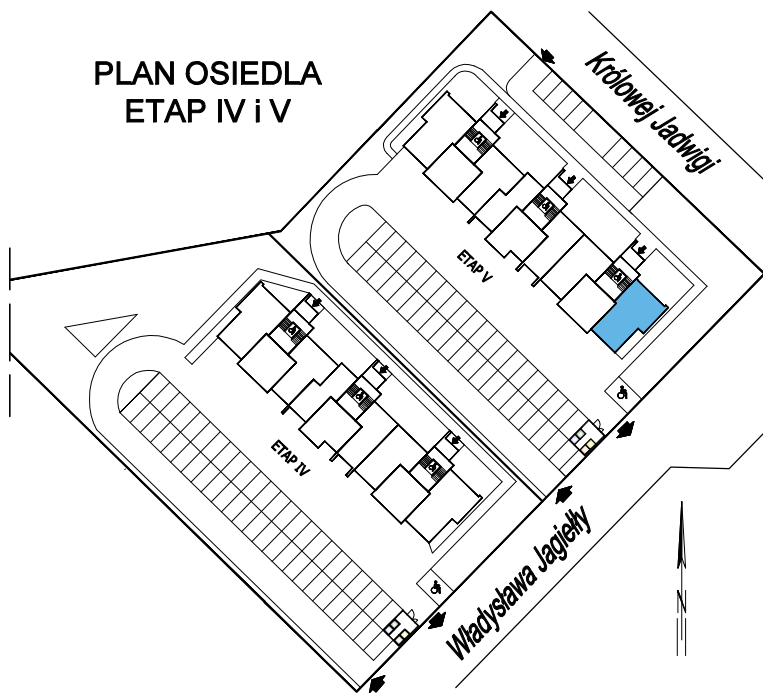 PLAN OSIEDLA
ETAP IV i V
Królowej Jadwigi
ETAP V
ETAP IV
Władysława Jagiełły
N